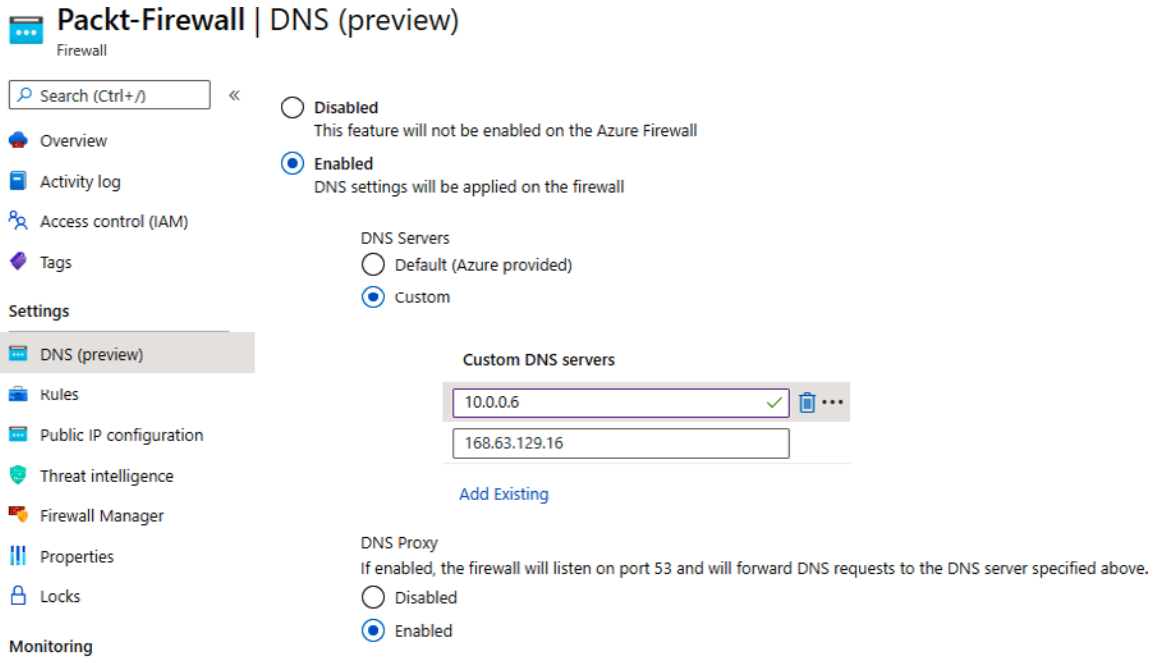 Packt-Firewall | DNS (preview)
Firewall
Search (Ctrl+/)
«
Overview
Activity log
Access control (IAM)
Tags
Settings
DNS (preview)
Rules
Public IP configuration
Threat intelligence
Firewall Manager
Properties
Locks
Monitoring
Disabled
This feature will not be enabled on the Azure Firewall
Enabled
DNS settings will be applied on the firewall
DNS Servers
Default (Azure provided)
Custom
Custom DNS servers
10.0.0.6
168.63.129.16
Add Existing
DNS Proxy
If enabled, the firewall will listen on port 53 and will forward DNS requests to the DNS server specified above.
Disabled
Enabled